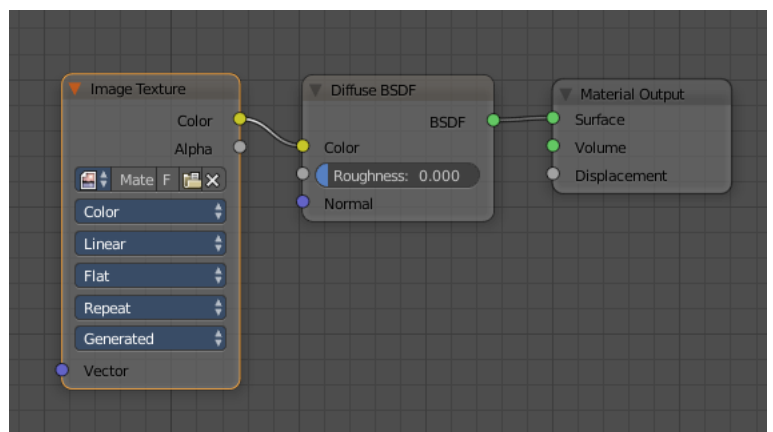 Image Texture
Color
Alpha
Mate F
Color
Linear
Flat
Repeat
Generated
Vector
Diffuse BSDF
BSDF
Color
Roughness: 0.000
Normal
Material Output
Surface
Volume
Displacement